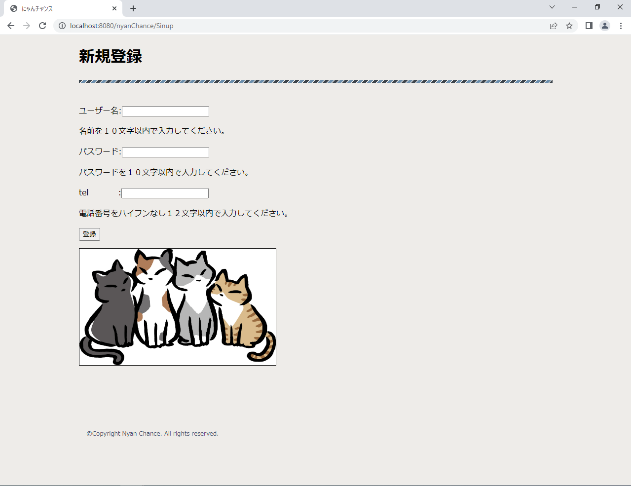 にゃんチャンス
localhost:8080/nyanChance/Sinup
新規登録
ユーザー名:
名前を１０文字以内で入力してください。
パスワード:
パスワードを１０文字以内で入力してください。
tel :
電話番号をハイフンなし１２文字以内で入力してください。
登録
©Copyright Nyan Chance. All rights reserved.